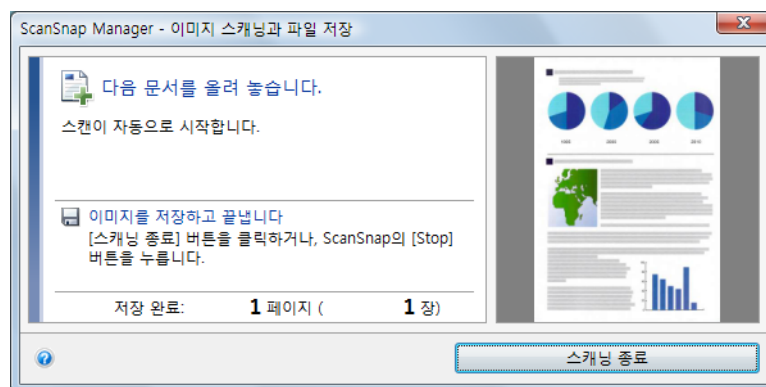 ScanSnap Manager - 이미지 스캐닝과 파일 저장
다음 문서를 올려 놓습니다.
스캔이 자동으로 시작합니다.
이미지를 저장하고 끝냅니다
[스캐닝 종료] 버튼을 클릭하거나, ScanSnap의 [Stop]
버튼을 누릅니다.
저장 완료: 1 페이지 ( 1 장)
스캐닝 종료